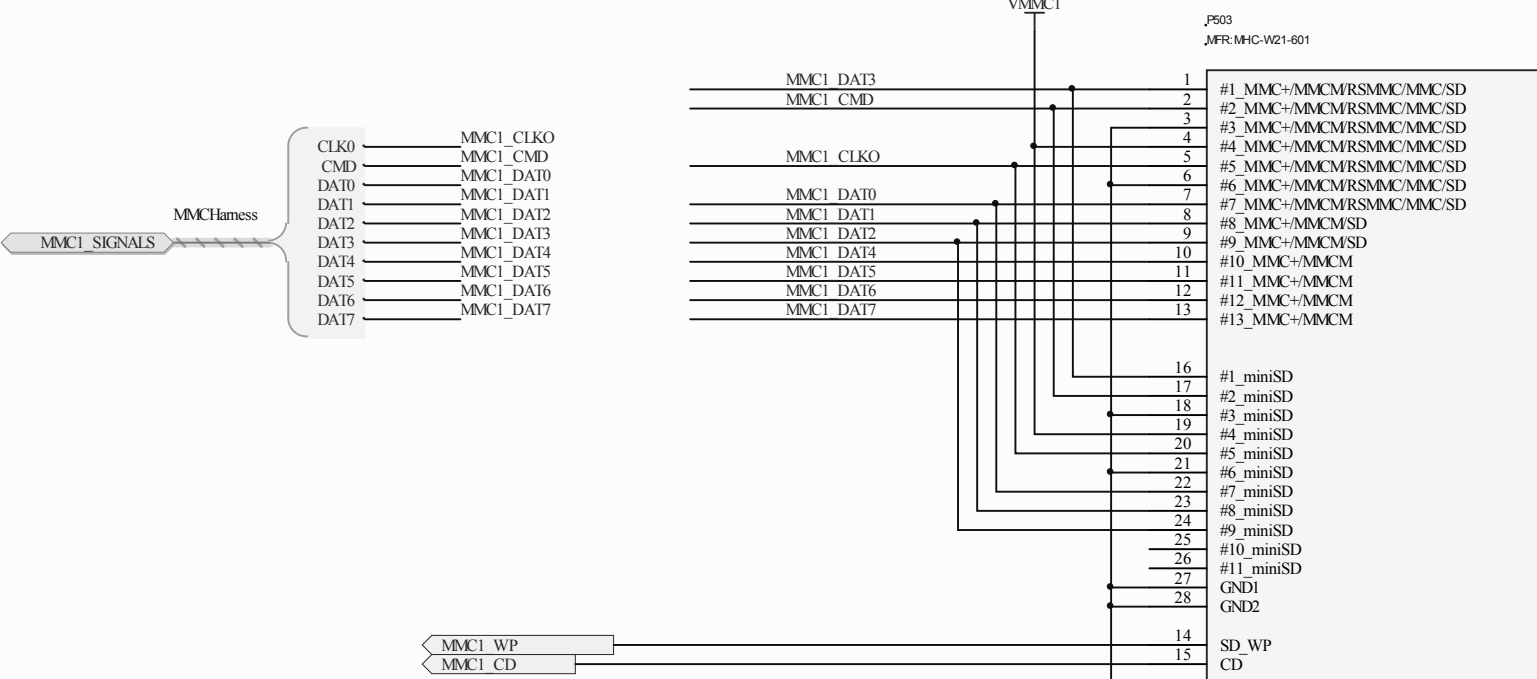 VMMC1
P503
MFR: MHC-W21-601
MMC1_DAT3 1 #1_MMC+/MMCM/RSMMC/MMC/SD
MMC1_CMD 2 #2_MMC+/MMCM/RSMMC/MMC/SD
3 #3_MMC+/MMCM/RSMMC/MMC/SD
CLK0 MMC1_CLKO 4 #4_MMC+/MMCM/RSMMC/MMC/SD
CMD MMC1_CMD MMC1_CLKO 5 #5_MMC+/MMCM/RSMMC/MMC/SD
DAT0 MMC1_DAT0 6 #6_MMC+/MMCM/RSMMC/MMC/SD
DAT1 MMC1_DAT1 MMC1_DAT0 7 #7_MMC+/MMCM/RSMMC/MMC/SD
MMCHarness
DAT2 MMC1_DAT2 MMC1_DAT1 8 #8_MMC+/MMCM/SD
MMC1_SIGNALS DAT3 MMC1_DAT3 MMC1_DAT2 9 #9_MMC+/MMCM/SD
DAT4 MMC1_DAT4 MMC1_DAT4 10 #10_MMC+/MMCM
DAT5 MMC1_DAT5 MMC1_DAT5 11 #11_MMC+/MMCM
DAT6 MMC1_DAT6 MMC1_DAT6 12 #12_MMC+/MMCM
DAT7 MMC1_DAT7 MMC1_DAT7 13 #13_MMC+/MMCM
16 #1_miniSD
17 #2_miniSD
18 #3_miniSD
19 #4_miniSD
20 #5_miniSD
21 #6_miniSD
22 #7_miniSD
23 #8_miniSD
24 #9_miniSD
25 #10_miniSD
26 #11_miniSD
27 GND1
28 GND2
MMC1_WP 14 SD_WP
MMC1_CD 15 CD